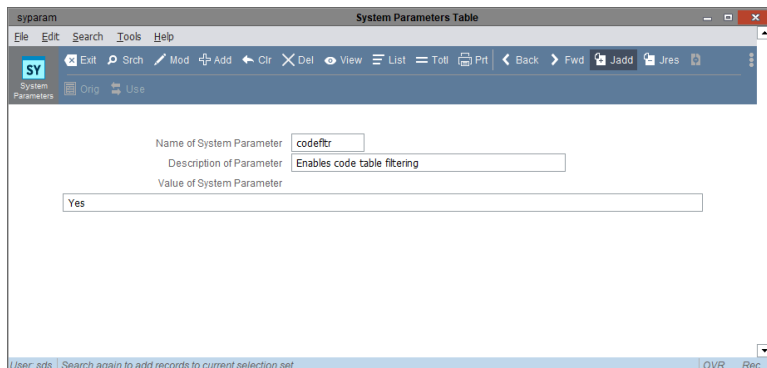 syparam System Parameters Table
File Edit Search Tools Help
Exit Srch Mod Add Clr Del View List Totl Prt Back Fwd Jadd Jres
SY
System
Parameters
Orig Use
Name of System Parameter codefltr
Description of Parameter Enables code table filtering
Value of System Parameter
Yes
User: sds Search again to add records to current selection set OVR Rec